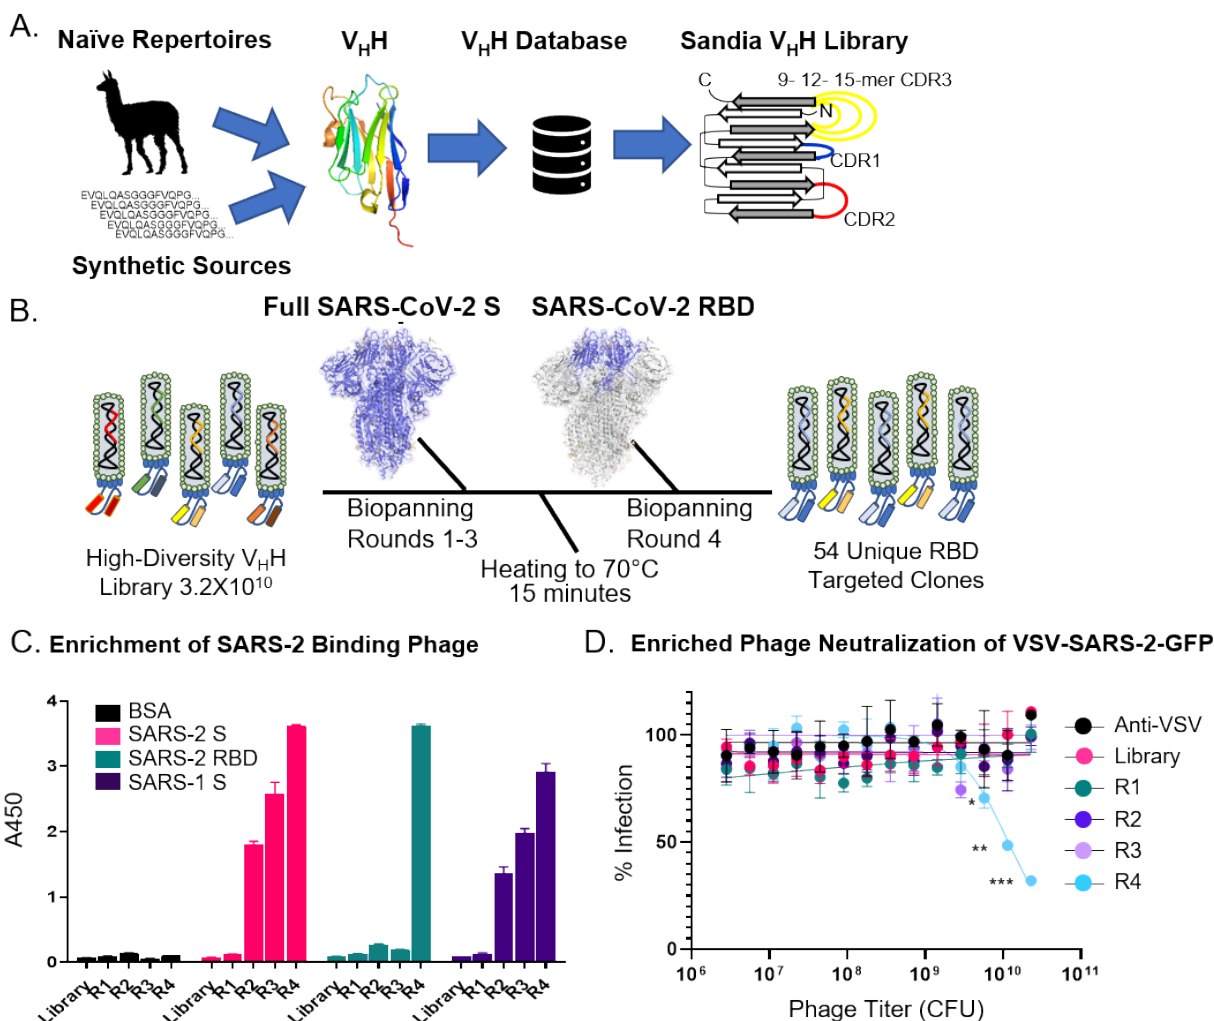 A.
Naïve Repertoires
VHH
VHH Database
Sandia VHH Library
C
9- 12- 15-mer CDR3
N
CDR1
CDR2
EVQLQASGGGFVQPG...
EVQLQASGGGFVQPG...
EVQLQASGGGFVQPG...
EVQLQASGGGFVQPG...
EVQLQASGGGFVQPG...
Synthetic Sources
B.
Full SARS-CoV-2 S
SARS-CoV-2 RBD
Biopanning
Rounds 1-3
Biopanning
Round 4
Heating to 70°C
15 minutes
High-Diversity VHH
Library 3.2X10¹⁰
54 Unique RBD
Targeted Clones
C. Enrichment of SARS-2 Binding Phage
BSA
SARS-2 S
SARS-2 RBD
SARS-1 S
A450
4
3
2
1
0
Library R1 R2 R3 R4 Library R1 R2 R3 R4 Library R1 R2 R3 R4 Library R1 R2 R3 R4
D. Enriched Phage Neutralization of VSV-SARS-2-GFP
% Infection
100
50
0
*
**
***
10⁶ 10⁷ 10⁸ 10⁹ 10¹⁰ 10¹¹
Phage Titer (CFU)
Anti-VSV
Library
R1
R2
R3
R4